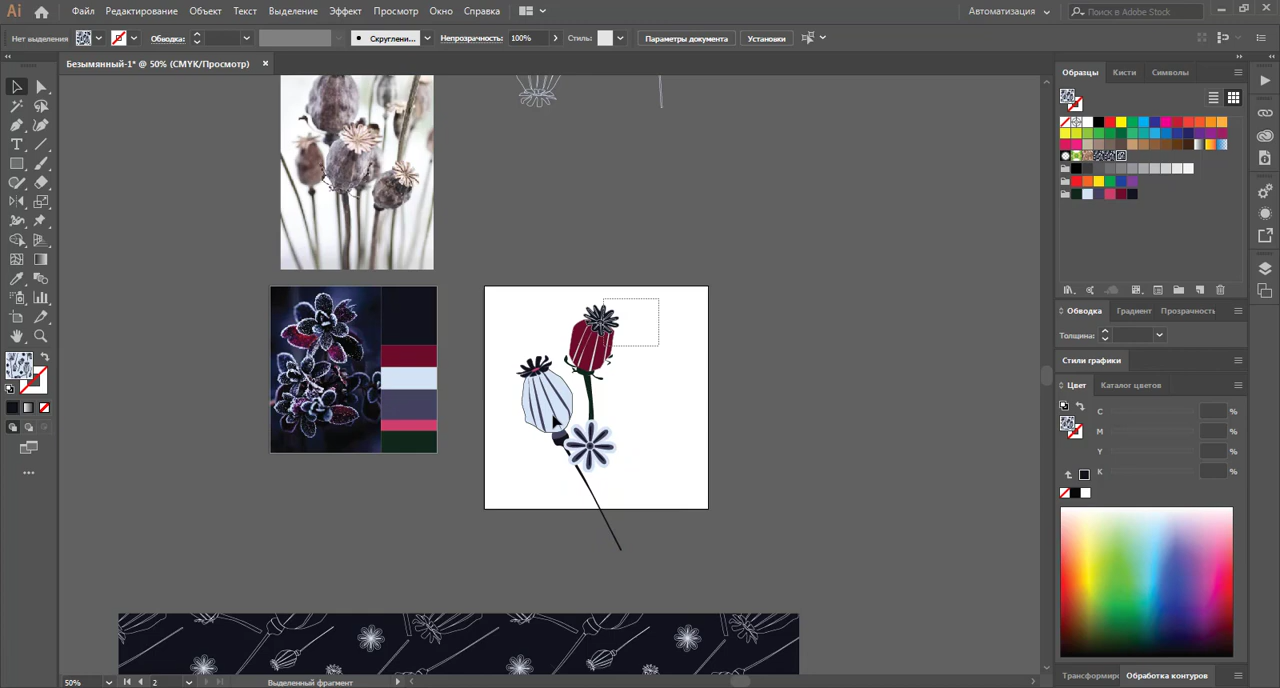 Ai Файл Редактирование Объект Текст Выделение Эффект Просмотр Окно Справка Автоматизация Поиск в Adobe Stock
Нет выделения Обводка: Скруглени... Непрозрачность: 100% Стиль: Параметры документа Установки
Безымянный-1* @ 50% (CMYK/Просмотр)
Образцы Кисти Символы
Обводка Градиент Прозрачность
Толщина:
Стили графики
Цвет Каталог цветов
C %
M %
Y %
K %
Трансформир Обработка контуров
50% 2 Выделенный фрагмент